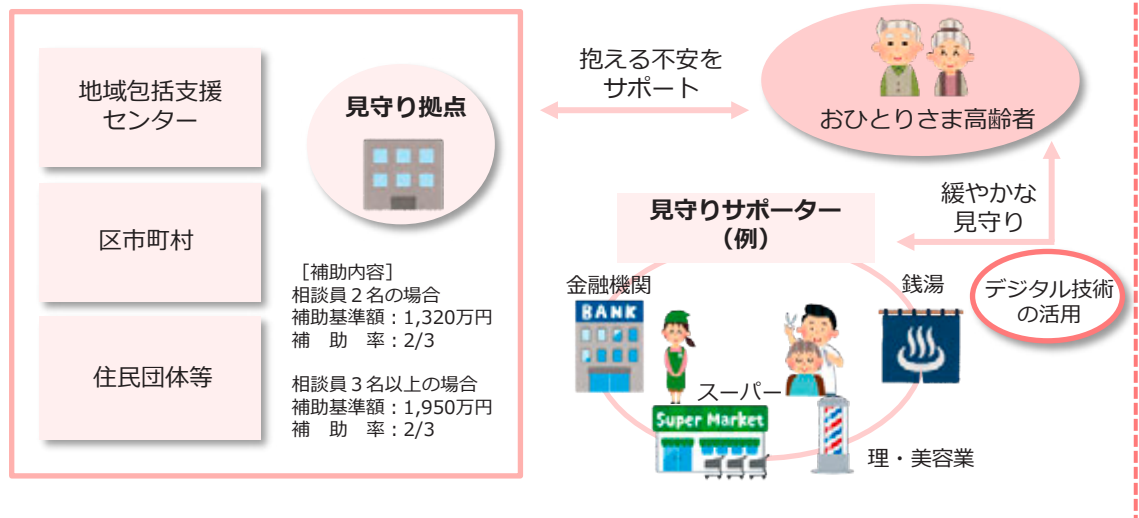 地域包括支援
センター
区市町村
住民団体等
見守り拠点
［補助内容］
相談員２名の場合
補助基準額：1,320万円
補　助　率：2/3
相談員３名以上の場合
補助基準額：1,950万円
補　助　率：2/3
抱える不安を
サポート
おひとりさま高齢者
緩やかな
見守り
デジタル技術
の活用
見守りサポーター
（例）
金融機関
BANK
スーパー
Super Market
理・美容業
銭湯